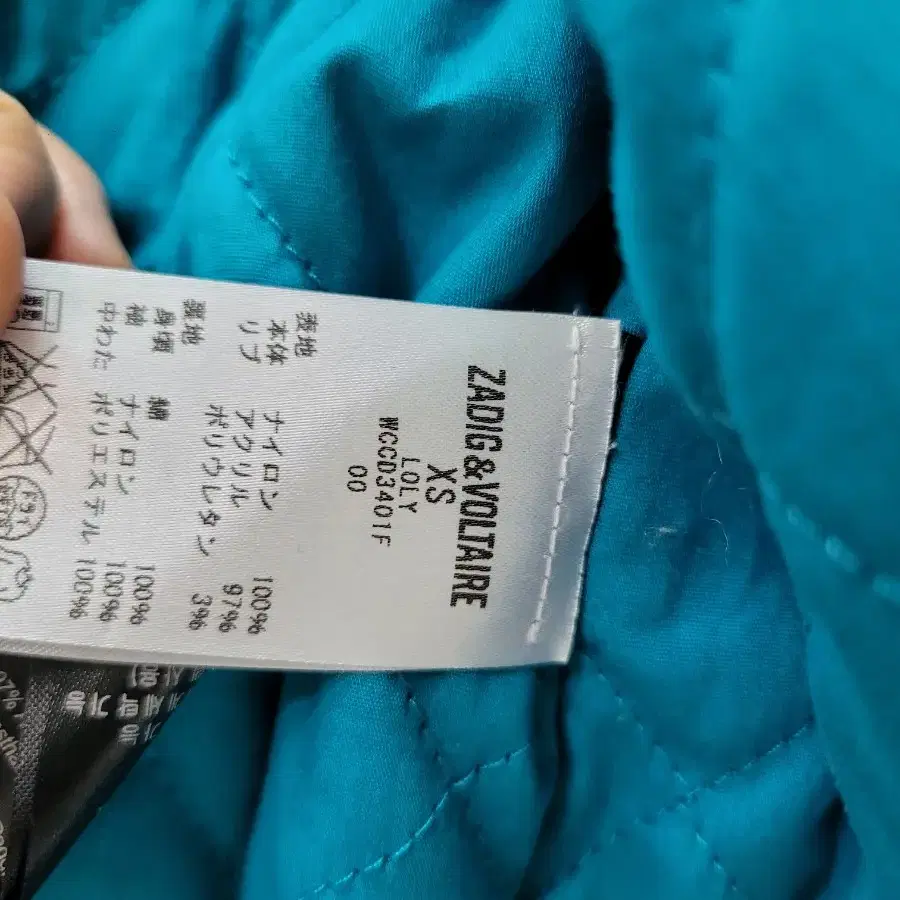 ZADIG&VOLTAIRE
XS
LOLY
WCCD3401F
00
表地
本体 ナイロン 100%
リブ アクリル 97%
ポリウレタン 3%
裏地
身頃 綿 100%
袖 ナイロン 100%
中わた ポリエステル 100%